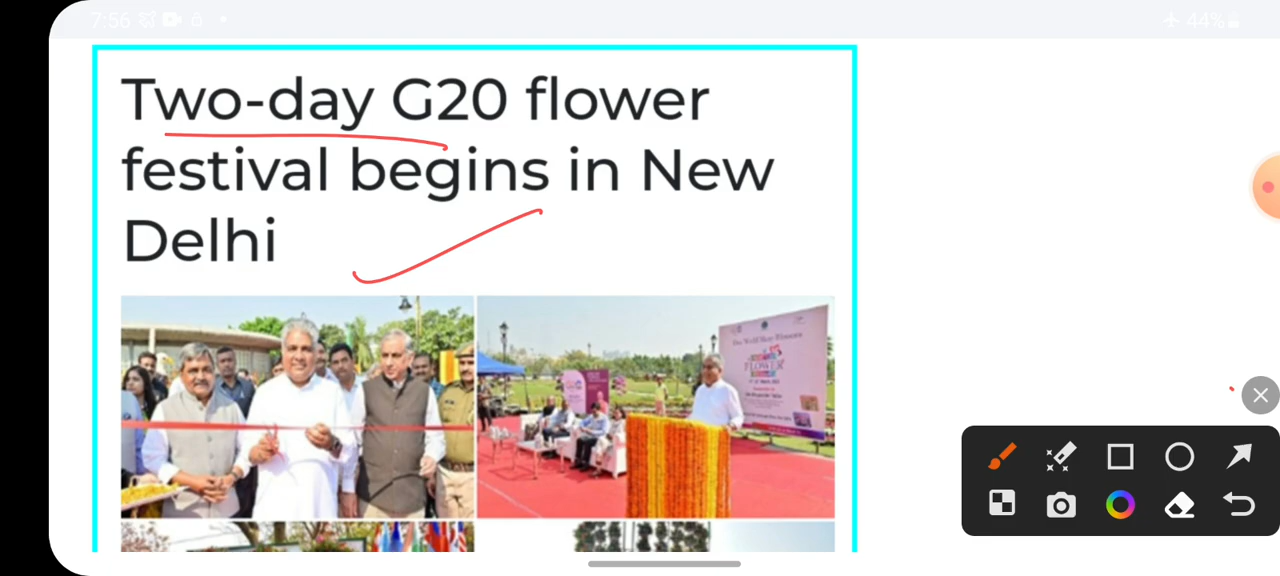 7:56
44%
Two-day G20 flower
festival begins in New
Delhi
FLOWER